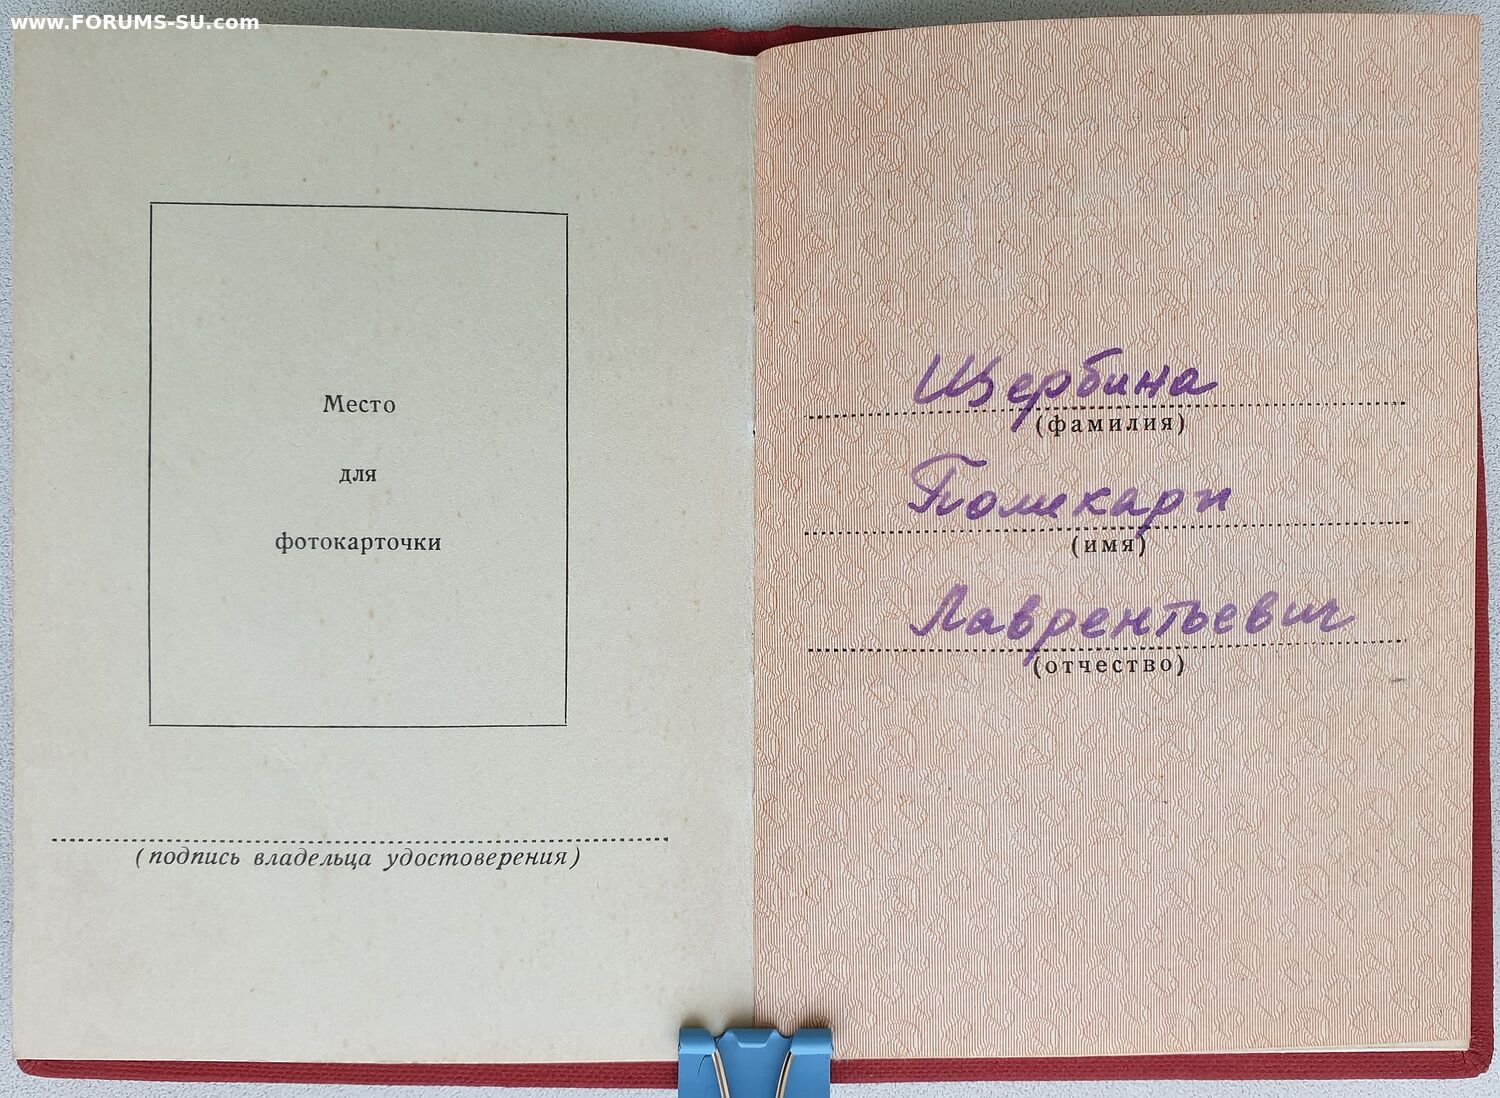 www.FORUMS-SU.com
Место
для
фотокарточки
(подпись владельца удостоверения)
Щербина
(фамилия)
Поликарп
(имя)
Лаврентьевич
(отчество)